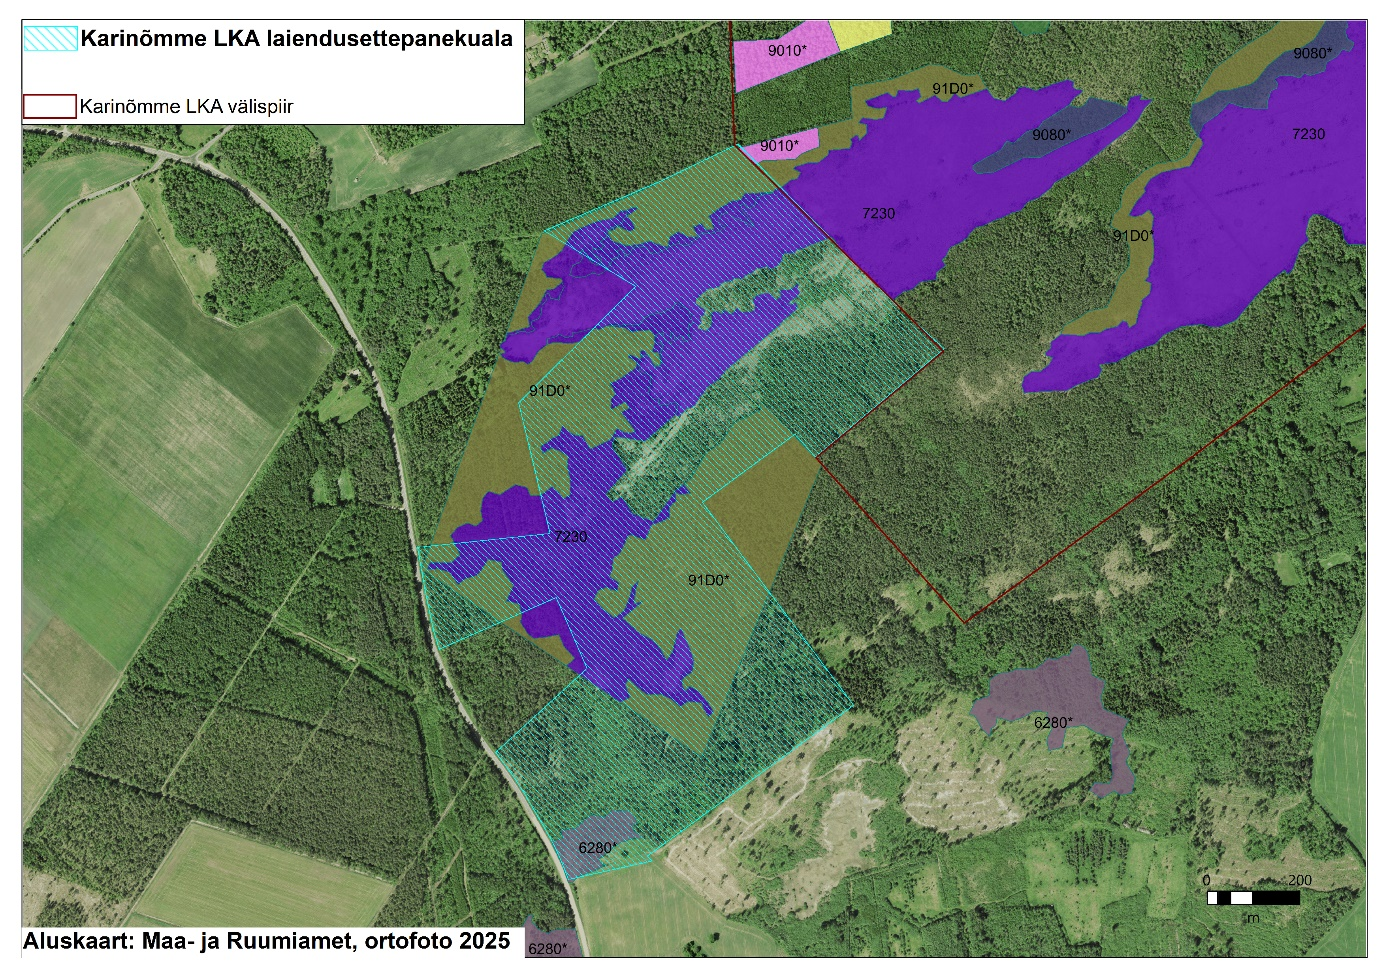 Karinõmme LKA laiendusettepanekuala
Karinõmme LKA välispiir
9010*
9080*
91D0*
7230
9080*
9010*
7230
91D0*
91D0*
7230
91D0*
6280*
6280*
0 200
m
Aluskaart: Maa- ja Ruumiamet, ortofoto 2025
6280*